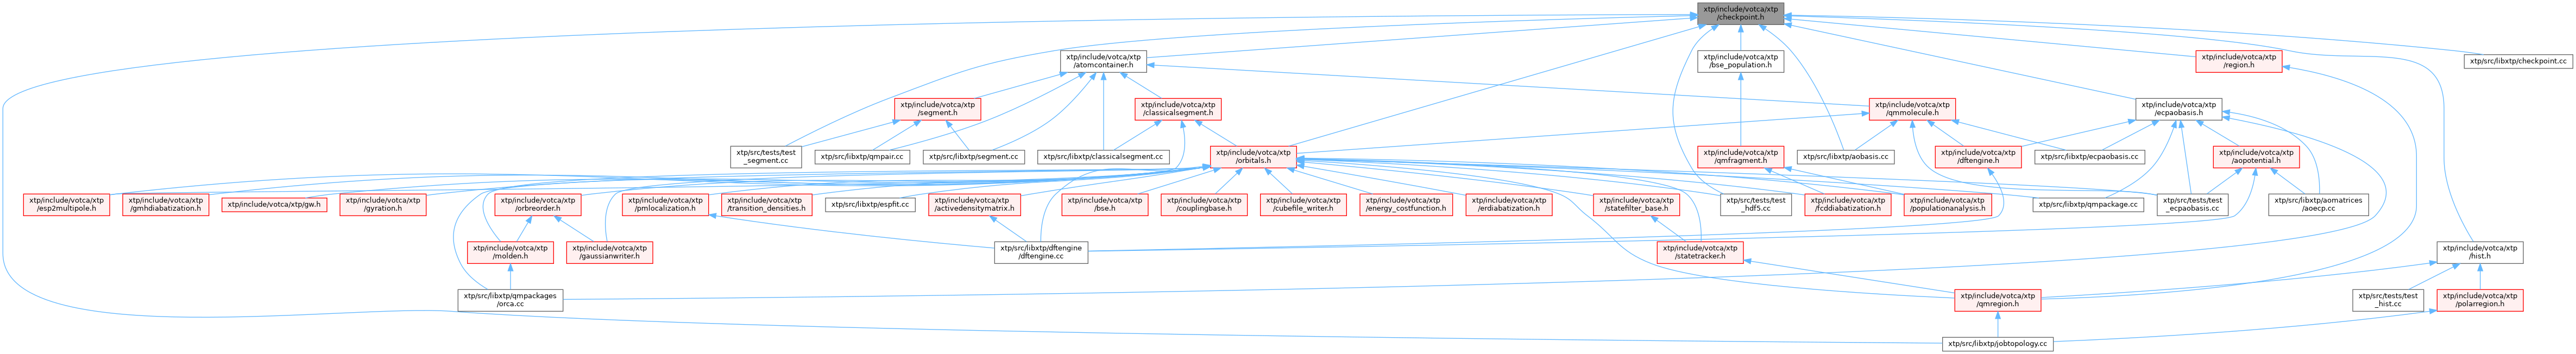 xtp/include/votca/xtp
/checkpoint.h
xtp/include/votca/xtp
/atomcontainer.h
xtp/include/votca/xtp
/bse_population.h
xtp/include/votca/xtp
/region.h
xtp/src/libxtp/checkpoint.cc
xtp/include/votca/xtp
/segment.h
xtp/include/votca/xtp
/classicalsegment.h
xtp/include/votca/xtp
/qmmolecule.h
xtp/include/votca/xtp
/ecpaobasis.h
xtp/src/tests/test
_segment.cc
xtp/src/libxtp/qmpair.cc
xtp/src/libxtp/segment.cc
xtp/src/libxtp/classicalsegment.cc
xtp/include/votca/xtp
/orbitals.h
xtp/include/votca/xtp
/qmfragment.h
xtp/src/libxtp/aobasis.cc
xtp/include/votca/xtp
/dftengine.h
xtp/src/libxtp/ecpaobasis.cc
xtp/include/votca/xtp
/aopotential.h
xtp/include/votca/xtp
/esp2multipole.h
xtp/include/votca/xtp
/gmhdiabatization.h
xtp/include/votca/xtp/gw.h
xtp/include/votca/xtp
/gyration.h
xtp/include/votca/xtp
/orbreorder.h
xtp/include/votca/xtp
/pmlocalization.h
xtp/include/votca/xtp
/transition_densities.h
xtp/src/libxtp/espfit.cc
xtp/include/votca/xtp
/activedensitymatrix.h
xtp/include/votca/xtp
/bse.h
xtp/include/votca/xtp
/couplingbase.h
xtp/include/votca/xtp
/cubefile_writer.h
xtp/include/votca/xtp
/energy_costfunction.h
xtp/include/votca/xtp
/erdiabatization.h
xtp/include/votca/xtp
/statefilter_base.h
xtp/src/tests/test
_hdf5.cc
xtp/include/votca/xtp
/fcddiabatization.h
xtp/include/votca/xtp
/populationanalysis.h
xtp/src/libxtp/qmpackage.cc
xtp/src/tests/test
_ecpaobasis.cc
xtp/src/libxtp/aomatrices
/aoecp.cc
xtp/include/votca/xtp
/molden.h
xtp/include/votca/xtp
/gaussianwriter.h
xtp/src/libxtp/dftengine
/dftengine.cc
xtp/include/votca/xtp
/statetracker.h
xtp/include/votca/xtp
/hist.h
xtp/src/libxtp/qmpackages
/orca.cc
xtp/include/votca/xtp
/qmregion.h
xtp/src/tests/test
_hist.cc
xtp/include/votca/xtp
/polarregion.h
xtp/src/libxtp/jobtopology.cc